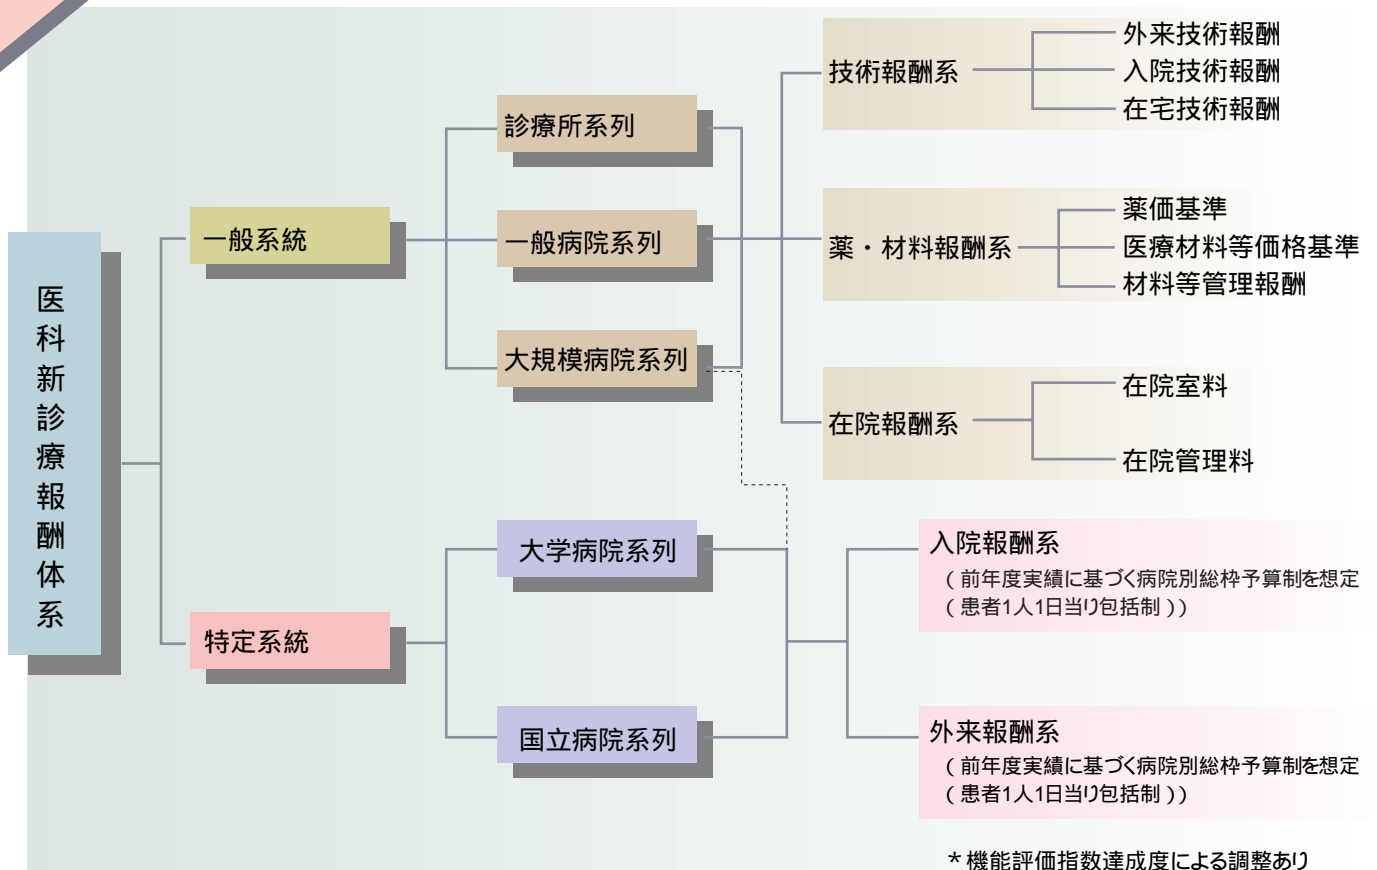 医科新診療報酬体系
一般系統
特定系統
診療所系列
一般病院系列
大規模病院系列
大学病院系列
国立病院系列
技術報酬系
外来技術報酬
入院技術報酬
在宅技術報酬
薬・材料報酬系
薬価基準
医療材料等価格基準
材料等管理報酬
在院報酬系
在院室料
在院管理料
入院報酬系
(前年度実績に基づく病院別総枠予算制を想定
(患者1人1日当り包括制))
外来報酬系
(前年度実績に基づく病院別総枠予算制を想定
(患者1人1日当り包括制))
*機能評価指数達成度による調整あり